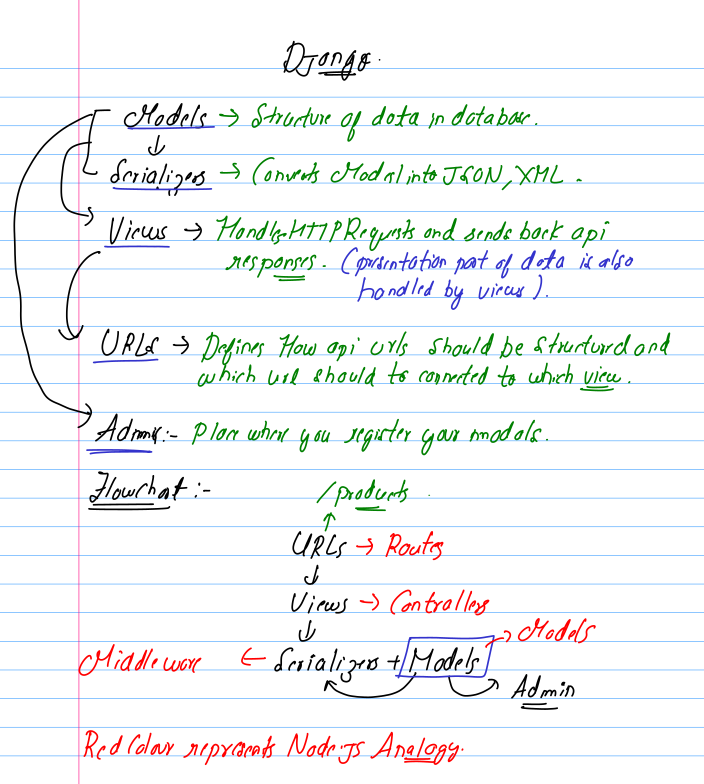 Django.
Models → Structure of data in database.
↓
Serializers → Converts Model into JSON, XML.
Views → Handles HTTP Requests and sends back api
responses. (presentation part of data is also
handled by views).
URLs → Defines How api urls should be structured and
which url should to connected to which view.
Admin:- Place where you register your models.
Flowchat:-
/products
↑
URLs → Routes
↓
Views → Controllers
↓
→ Models
Middleware ← Serializers + Models
Admin
Red Colour represents Node.js Analogy.